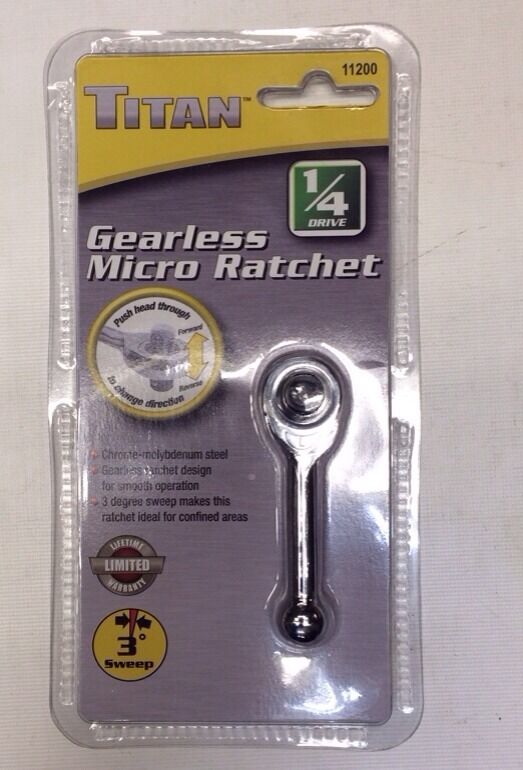 11200
TITAN™
1/4
DRIVE
Gearless
Micro Ratchet
Push head through
Forward
Reverse
to change direction
Chrome-molybdenum steel
Gearless ratchet design
for smooth operation
3 degree sweep makes this
ratchet ideal for confined areas
LIFETIME
LIMITED
WARRANTY
3°
Sweep